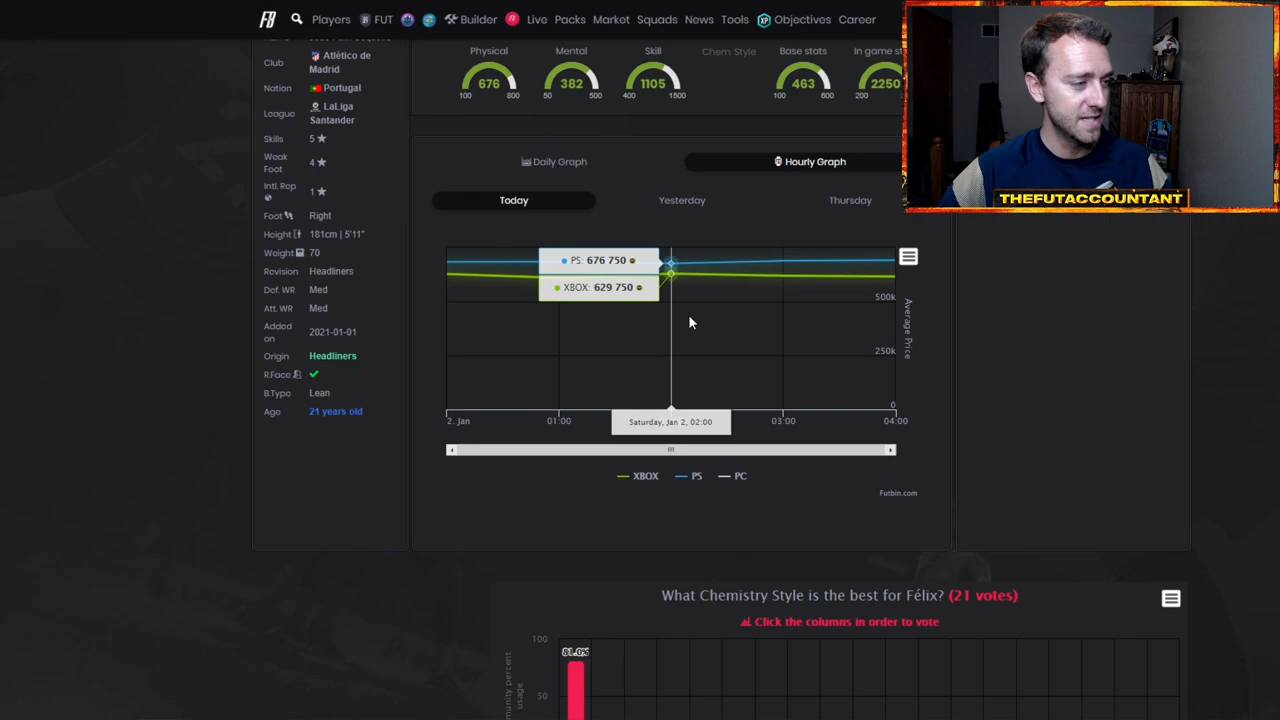 F8 Players FUT Builder Live Packs Market Squads News Tools XP Objectives Career
Club Atlético de Madrid
Nation Portugal
League LaLiga Santander
Skills 5★
Weak Foot 4★
Intl. Rep 1★
Foot Right
Height 181cm | 5'11"
Weight 70
Revision Headliners
Def. WR Med
Att. WR Med
Added on 2021-01-01
Origin Headliners
R.Face
B.Type Lean
Age 21 years old
Physical Mental Skill Chem. Style Base stats In game st
676 382 1105 463 2250
100 800 50 500 400 1500 100 600
Daily Graph Hourly Graph
Today Yesterday Thursday
PS: 676 750
XBOX: 629 750
500k
250k
0
Average Price
2. Jan 01:00 Saturday, Jan 2, 02:00 03:00 04:00
XBOX PS PC
Futbin.com
What Chemistry Style is the best for Félix? (21 votes)
Click the columns in order to vote
100
81.0%
50
usage
THEFUTACCOUNTANT